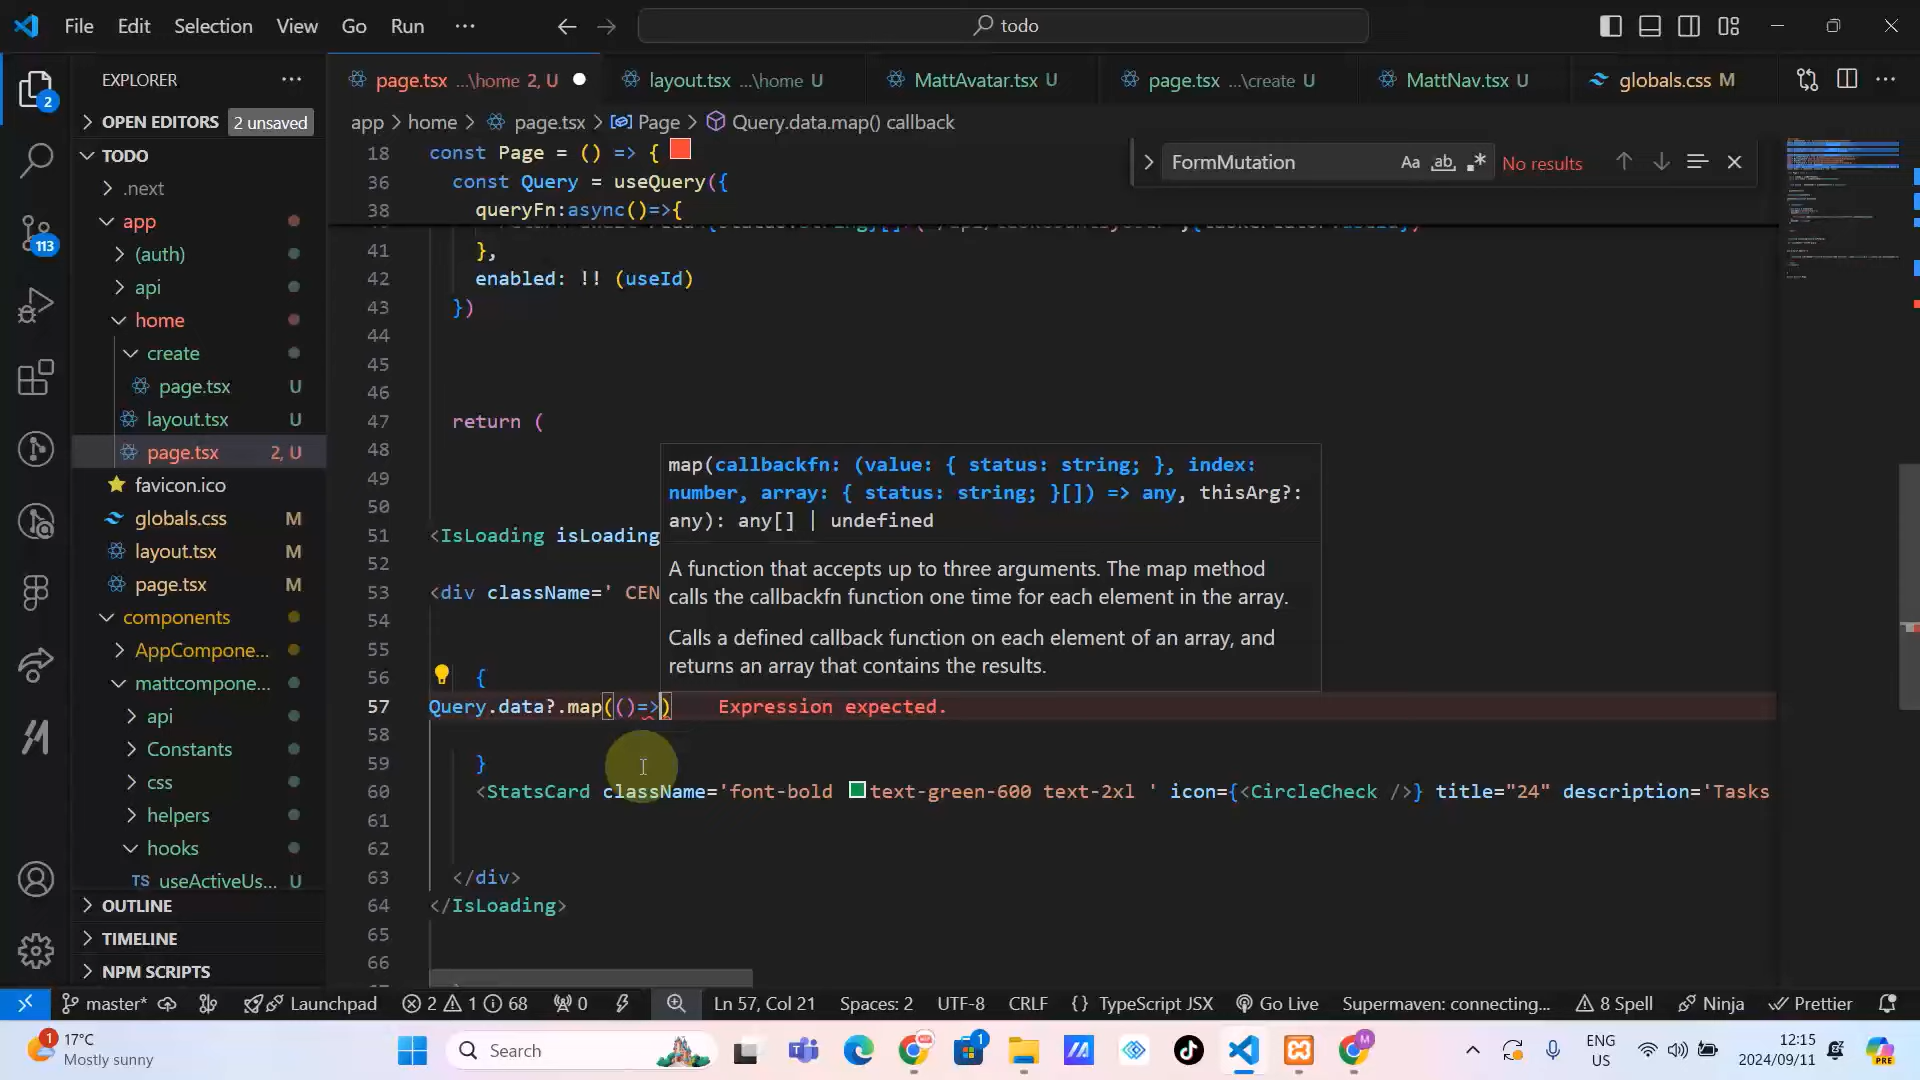 File Edit Selection View Go Run ··· todo
EXPLORER
OPEN EDITORS 2 unsaved
TODO
.next
app
(auth)
api
home
create
page.tsx U
layout.tsx U
page.tsx 2, U
favicon.ico
globals.css M
layout.tsx M
page.tsx M
components
AppCompone...
mattcompone...
api
Constants
css
helpers
hooks
TS useActiveUs... U
OUTLINE
TIMELINE
NPM SCRIPTS
2
113
page.tsx ...\home 2, U layout.tsx ...\home U MattAvatar.tsx U page.tsx ...\create U MattNav.tsx U globals.css M
app > home > page.tsx > Page > Query.data.map() callback
FormMutation Aa ab, .* No results
18 const Page = () => {
36 const Query = useQuery({
38 queryFn:async()=>{
41 },
42 enabled: !! (useId)
43 })
44
45
46
47 return (
48
49
50
51 <IsLoading isLoading
52
53 <div className=' CEN
54
55
56 {
57 Query.data?.map(()=>) Expression expected.
58
59 }
60 <StatsCard className='font-bold text-green-600 text-2xl ' icon={<CircleCheck />} title="24" description='Tasks
61
62
63 </div>
64 </IsLoading>
65
66
map(callbackfn: (value: { status: string; }, index:
number, array: { status: string; }[]) => any, thisArg?:
any): any[] | undefined
A function that accepts up to three arguments. The map method
calls the callbackfn function one time for each element in the array.
Calls a defined callback function on each element of an array, and
returns an array that contains the results.
master* Launchpad 2 1 68 0 Ln 57, Col 21 Spaces: 2 UTF-8 CRLF {} TypeScript JSX Go Live Supermaven: connecting... 8 Spell Ninja Prettier
1 17°C
Mostly sunny
Search
1
M
ENG
US
12:15
2024/09/11
PRE